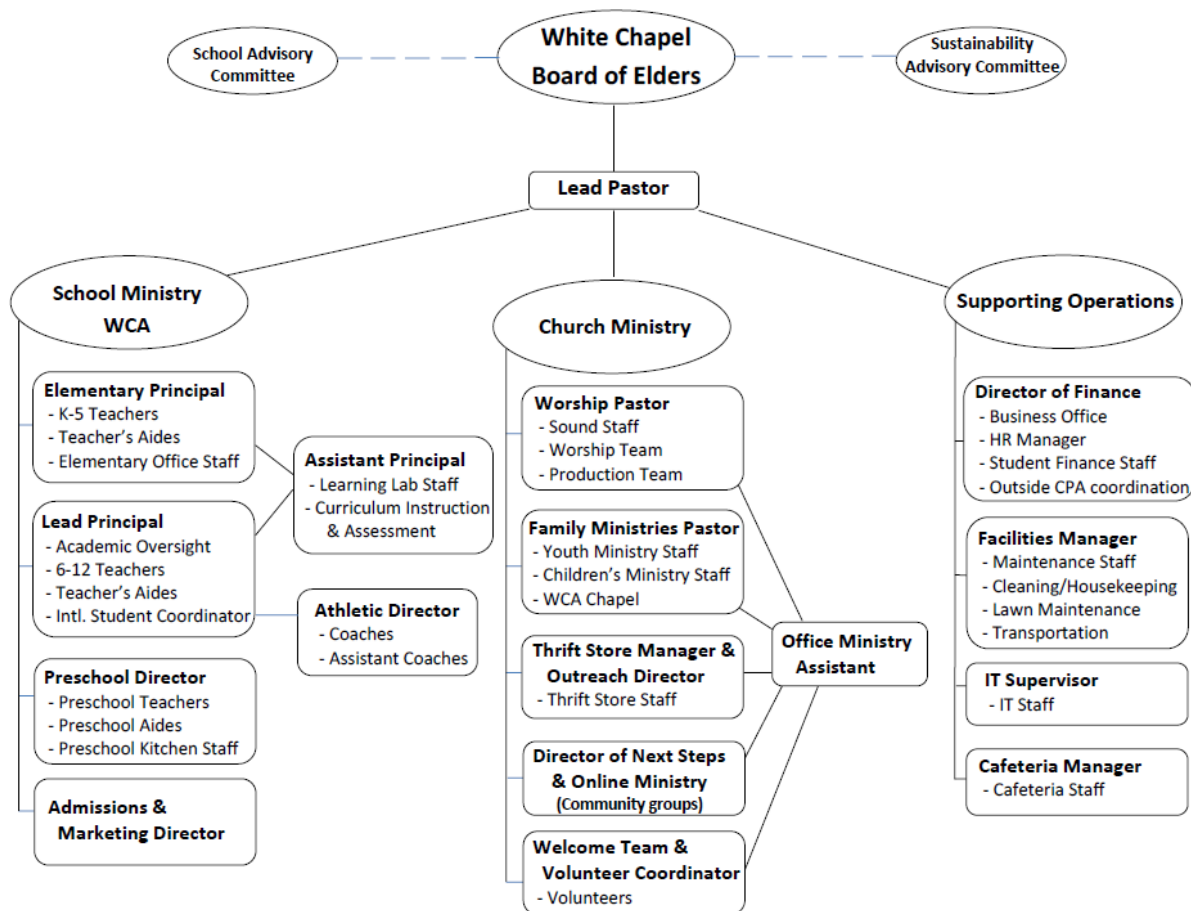 School Advisory
Committee
White Chapel
Board of Elders
Sustainability
Advisory Committee
Lead Pastor
School Ministry
WCA
Elementary Principal
- K-5 Teachers
- Teacher's Aides
- Elementary Office Staff
Lead Principal
- Academic Oversight
- 6-12 Teachers
- Teacher's Aides
- Intl. Student Coordinator
Preschool Director
- Preschool Teachers
- Preschool Aides
- Preschool Kitchen Staff
Admissions &
Marketing Director
Assistant Principal
- Learning Lab Staff
- Curriculum Instruction
& Assessment
Athletic Director
- Coaches
- Assistant Coaches
Church Ministry
Worship Pastor
- Sound Staff
- Worship Team
- Production Team
Family Ministries Pastor
- Youth Ministry Staff
- Children's Ministry Staff
- WCA Chapel
Thrift Store Manager &
Outreach Director
- Thrift Store Staff
Director of Next Steps
& Online Ministry
(Community groups)
Welcome Team &
Volunteer Coordinator
- Volunteers
Office Ministry
Assistant
Supporting Operations
Director of Finance
- Business Office
- HR Manager
- Student Finance Staff
- Outside CPA coordination
Facilities Manager
- Maintenance Staff
- Cleaning/Housekeeping
- Lawn Maintenance
- Transportation
IT Supervisor
- IT Staff
Cafeteria Manager
- Cafeteria Staff